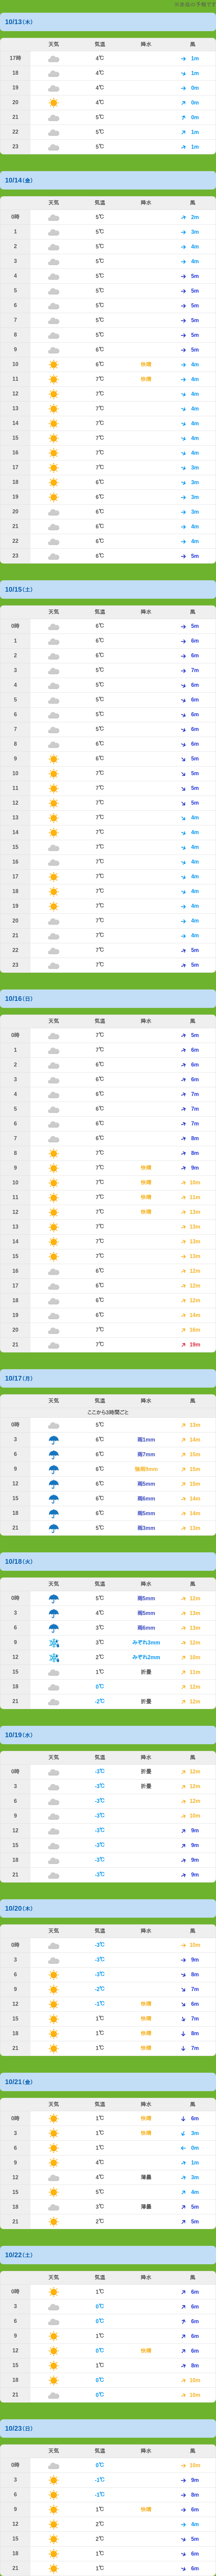 の予報です
10/13(木)
天気 気温 降水 風
17時 4℃ 1m
18 4℃ 1m
19 4℃ 0m
20 4℃ 0m
21 5℃ 0m
22 5℃ 1m
23 5℃ 1m
10/14(金)
天気 気温 降水 風
0時 5℃ 2m
1 5℃ 3m
2 5℃ 4m
3 5℃ 4m
4 5℃ 5m
5 5℃ 5m
6 5℃ 5m
7 5℃ 5m
8 5℃ 5m
9 6℃ 5m
10 6℃ 快晴 4m
11 7℃ 快晴 4m
12 7℃ 4m
13 7℃ 4m
14 7℃ 4m
15 7℃ 4m
16 7℃ 4m
17 7℃ 3m
18 6℃ 3m
19 6℃ 3m
20 6℃ 3m
21 6℃ 4m
22 6℃ 4m
23 6℃ 5m
10/15(土)
天気 気温 降水 風
0時 6℃ 5m
1 6℃ 6m
2 6℃ 6m
3 5℃ 7m
4 5℃ 6m
5 5℃ 6m
6 5℃ 6m
7 5℃ 6m
8 6℃ 6m
9 6℃ 5m
10 7℃ 5m
11 7℃ 5m
12 7℃ 5m
13 7℃ 4m
14 7℃ 4m
15 7℃ 4m
16 7℃ 4m
17 7℃ 4m
18 7℃ 4m
19 7℃ 4m
20 7℃ 4m
21 7℃ 4m
22 7℃ 5m
23 7℃ 5m
10/16(日)
天気 気温 降水 風
0時 7℃ 5m
1 7℃ 6m
2 6℃ 6m
3 6℃ 6m
4 6℃ 7m
5 6℃ 7m
6 6℃ 7m
7 6℃ 8m
8 7℃ 8m
9 7℃ 快晴 9m
10 7℃ 快晴 10m
11 7℃ 快晴 11m
12 7℃ 快晴 13m
13 7℃ 13m
14 7℃ 13m
15 7℃ 13m
16 6℃ 12m
17 6℃ 12m
18 6℃ 12m
19 6℃ 14m
20 7℃ 16m
21 7℃ 19m
10/17(月)
天気 気温 降水 風
ここから3時間ごと
0時 5℃ 13m
3 6℃ 雨1mm 14m
6 6℃ 雨7mm 15m
9 6℃ 強雨8mm 15m
12 6℃ 雨5mm 15m
15 6℃ 雨6mm 14m
18 6℃ 雨5mm 14m
21 5℃ 雨3mm 13m
10/18(火)
天気 気温 降水 風
0時 5℃ 雨5mm 12m
3 4℃ 雨5mm 13m
6 3℃ 雨6mm 13m
9 3℃ みぞれ3mm 12m
12 2℃ みぞれ2mm 10m
15 1℃ 折曇 11m
18 0℃ 12m
21 -2℃ 折曇 12m
10/19(水)
天気 気温 降水 風
0時 -3℃ 折曇 12m
3 -3℃ 折曇 12m
6 -3℃ 12m
9 -3℃ 10m
12 -3℃ 9m
15 -3℃ 9m
18 -3℃ 9m
21 -3℃ 9m
10/20(木)
天気 気温 降水 風
0時 -3℃ 10m
3 -3℃ 9m
6 -3℃ 8m
9 -2℃ 7m
12 -1℃ 快晴 6m
15 1℃ 快晴 7m
18 1℃ 快晴 8m
21 1℃ 快晴 7m
10/21(金)
天気 気温 降水 風
0時 1℃ 快晴 6m
3 1℃ 快晴 3m
6 1℃ 0m
9 4℃ 1m
12 4℃ 薄曇 3m
15 5℃ 4m
18 3℃ 薄曇 5m
21 2℃ 5m
10/22(土)
天気 気温 降水 風
0時 1℃ 6m
3 0℃ 6m
6 0℃ 6m
9 1℃ 6m
12 0℃ 快晴 6m
15 1℃ 8m
18 0℃ 10m
21 0℃ 10m
10/23(日)
天気 気温 降水 風
0時 0℃ 10m
3 -1℃ 9m
6 -1℃ 8m
9 1℃ 快晴 6m
12 2℃ 4m
15 2℃ 5m
18 1℃ 6m
21 1℃ 6m